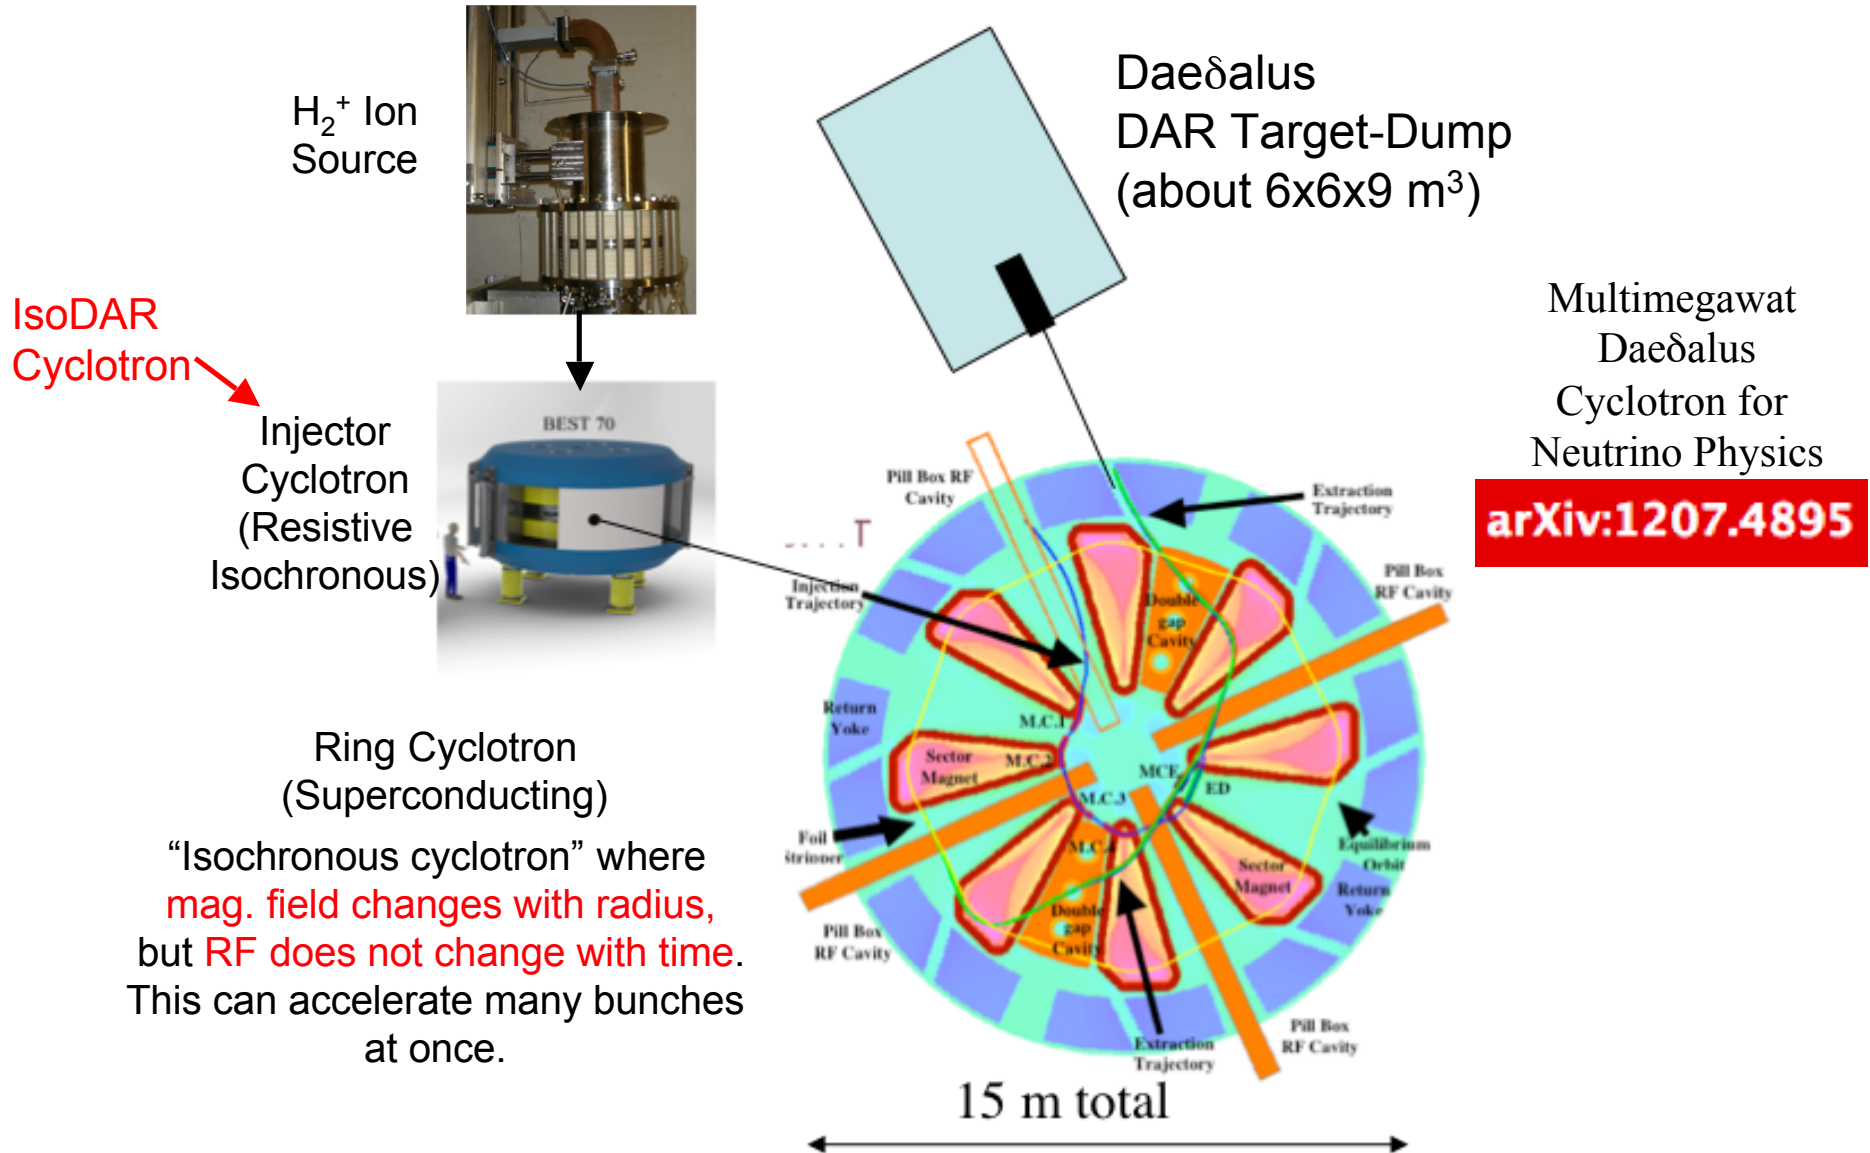 H₂⁺ Ion
Source
Daeδalus
DAR Target-Dump
(about 6x6x9 m³)
IsoDAR
Cyclotron
Multimegawat
Daeδalus
Cyclotron for
Neutrino Physics
arXiv:1207.4895
Injector
Cyclotron
(Resistive
Isochronous)
BEST 70
Pill Box RF
Cavity
Extraction
Trajectory
T
Injection
Trajectory
Double
gap
Cavity
Pill Box
RF Cavity
Return
Yoke
M.C.1
Sector
Magnet
M.C.2
MCE
ED
M.C.3
Foil
Stripper
M.C.4
Equilibrium
Orbit
Sector
Magnet
Return
Yoke
Double
gap
Cavity
Pill Box
RF Cavity
Pill Box
RF Cavity
Extraction
Trajectory
Ring Cyclotron
(Superconducting)
“Isochronous cyclotron” where
mag. field changes with radius,
but RF does not change with time.
This can accelerate many bunches
at once.
15 m total